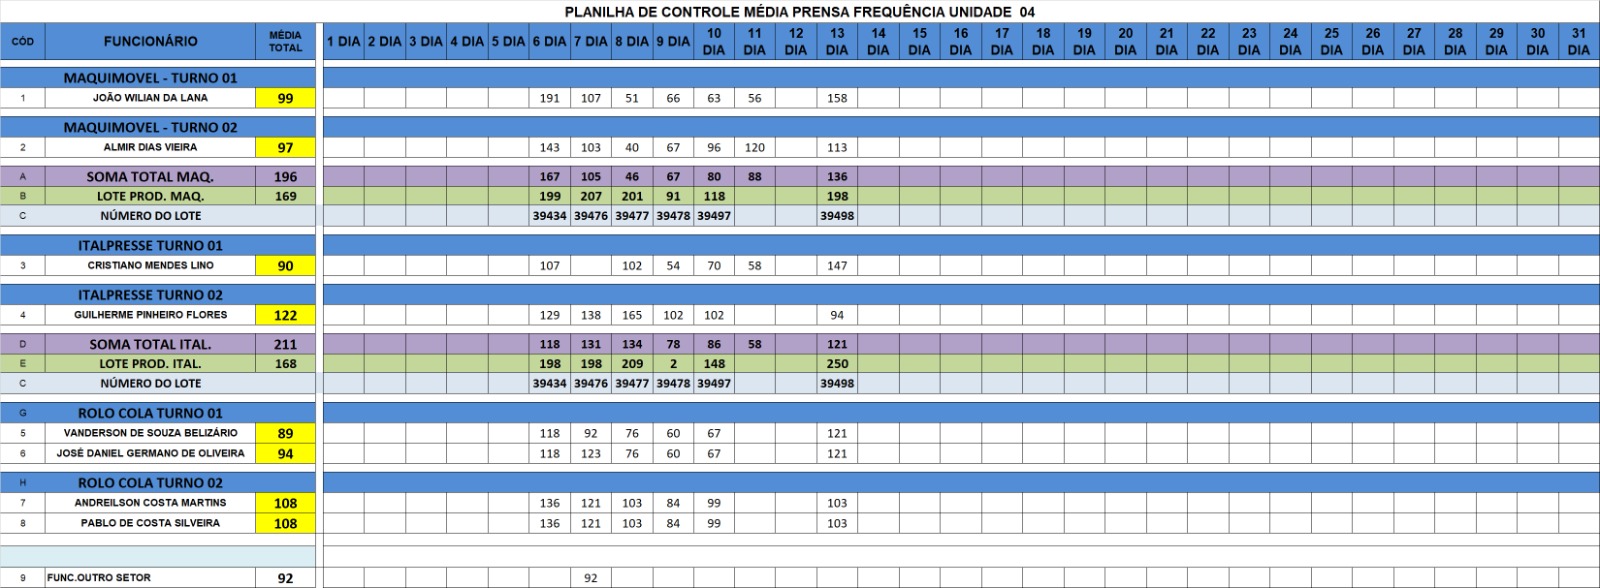 PLANILHA DE CONTROLE MÉDIA PRENSA FREQUÊNCIA UNIDADE 04
CÓD FUNCIONÁRIO MÉDIA TOTAL 1 DIA 2 DIA 3 DIA 4 DIA 5 DIA 6 DIA 7 DIA 8 DIA 9 DIA 10 DIA 11 DIA 12 DIA 13 DIA 14 DIA 15 DIA 16 DIA 17 DIA 18 DIA 19 DIA 20 DIA 21 DIA 22 DIA 23 DIA 24 DIA 25 DIA 26 DIA 27 DIA 28 DIA 29 DIA 30 DIA 31 DIA
MAQUIMOVEL - TURNO 01
1 JOÃO WILIAN DA LANA 99 191 107 51 66 63 56 158
MAQUIMOVEL - TURNO 02
2 ALMIR DIAS VIEIRA 97 143 103 40 67 96 120 113
A SOMA TOTAL MAQ. 196 167 105 46 67 80 88 136
B LOTE PROD. MAQ. 169 199 207 201 91 118 198
C NÚMERO DO LOTE 39434 39476 39477 39478 39497 39498
ITALPRESSE TURNO 01
3 CRISTIANO MENDES LINO 90 107 102 54 70 58 147
ITALPRESSE TURNO 02
4 GUILHERME PINHEIRO FLORES 122 129 138 165 102 102 94
D SOMA TOTAL ITAL. 211 118 131 134 78 86 58 121
E LOTE PROD. ITAL. 168 198 198 209 2 148 250
C NÚMERO DO LOTE 39434 39476 39477 39478 39497 39498
G ROLO COLA TURNO 01
5 VANDERSON DE SOUZA BELIZÁRIO 89 118 92 76 60 67 121
6 JOSÉ DANIEL GERMANO DE OLIVEIRA 94 118 123 76 60 67 121
H ROLO COLA TURNO 02
7 ANDREILSON COSTA MARTINS 108 136 121 103 84 99 103
8 PABLO DE COSTA SILVEIRA 108 136 121 103 84 99 103
9 FUNC.OUTRO SETOR 92 92